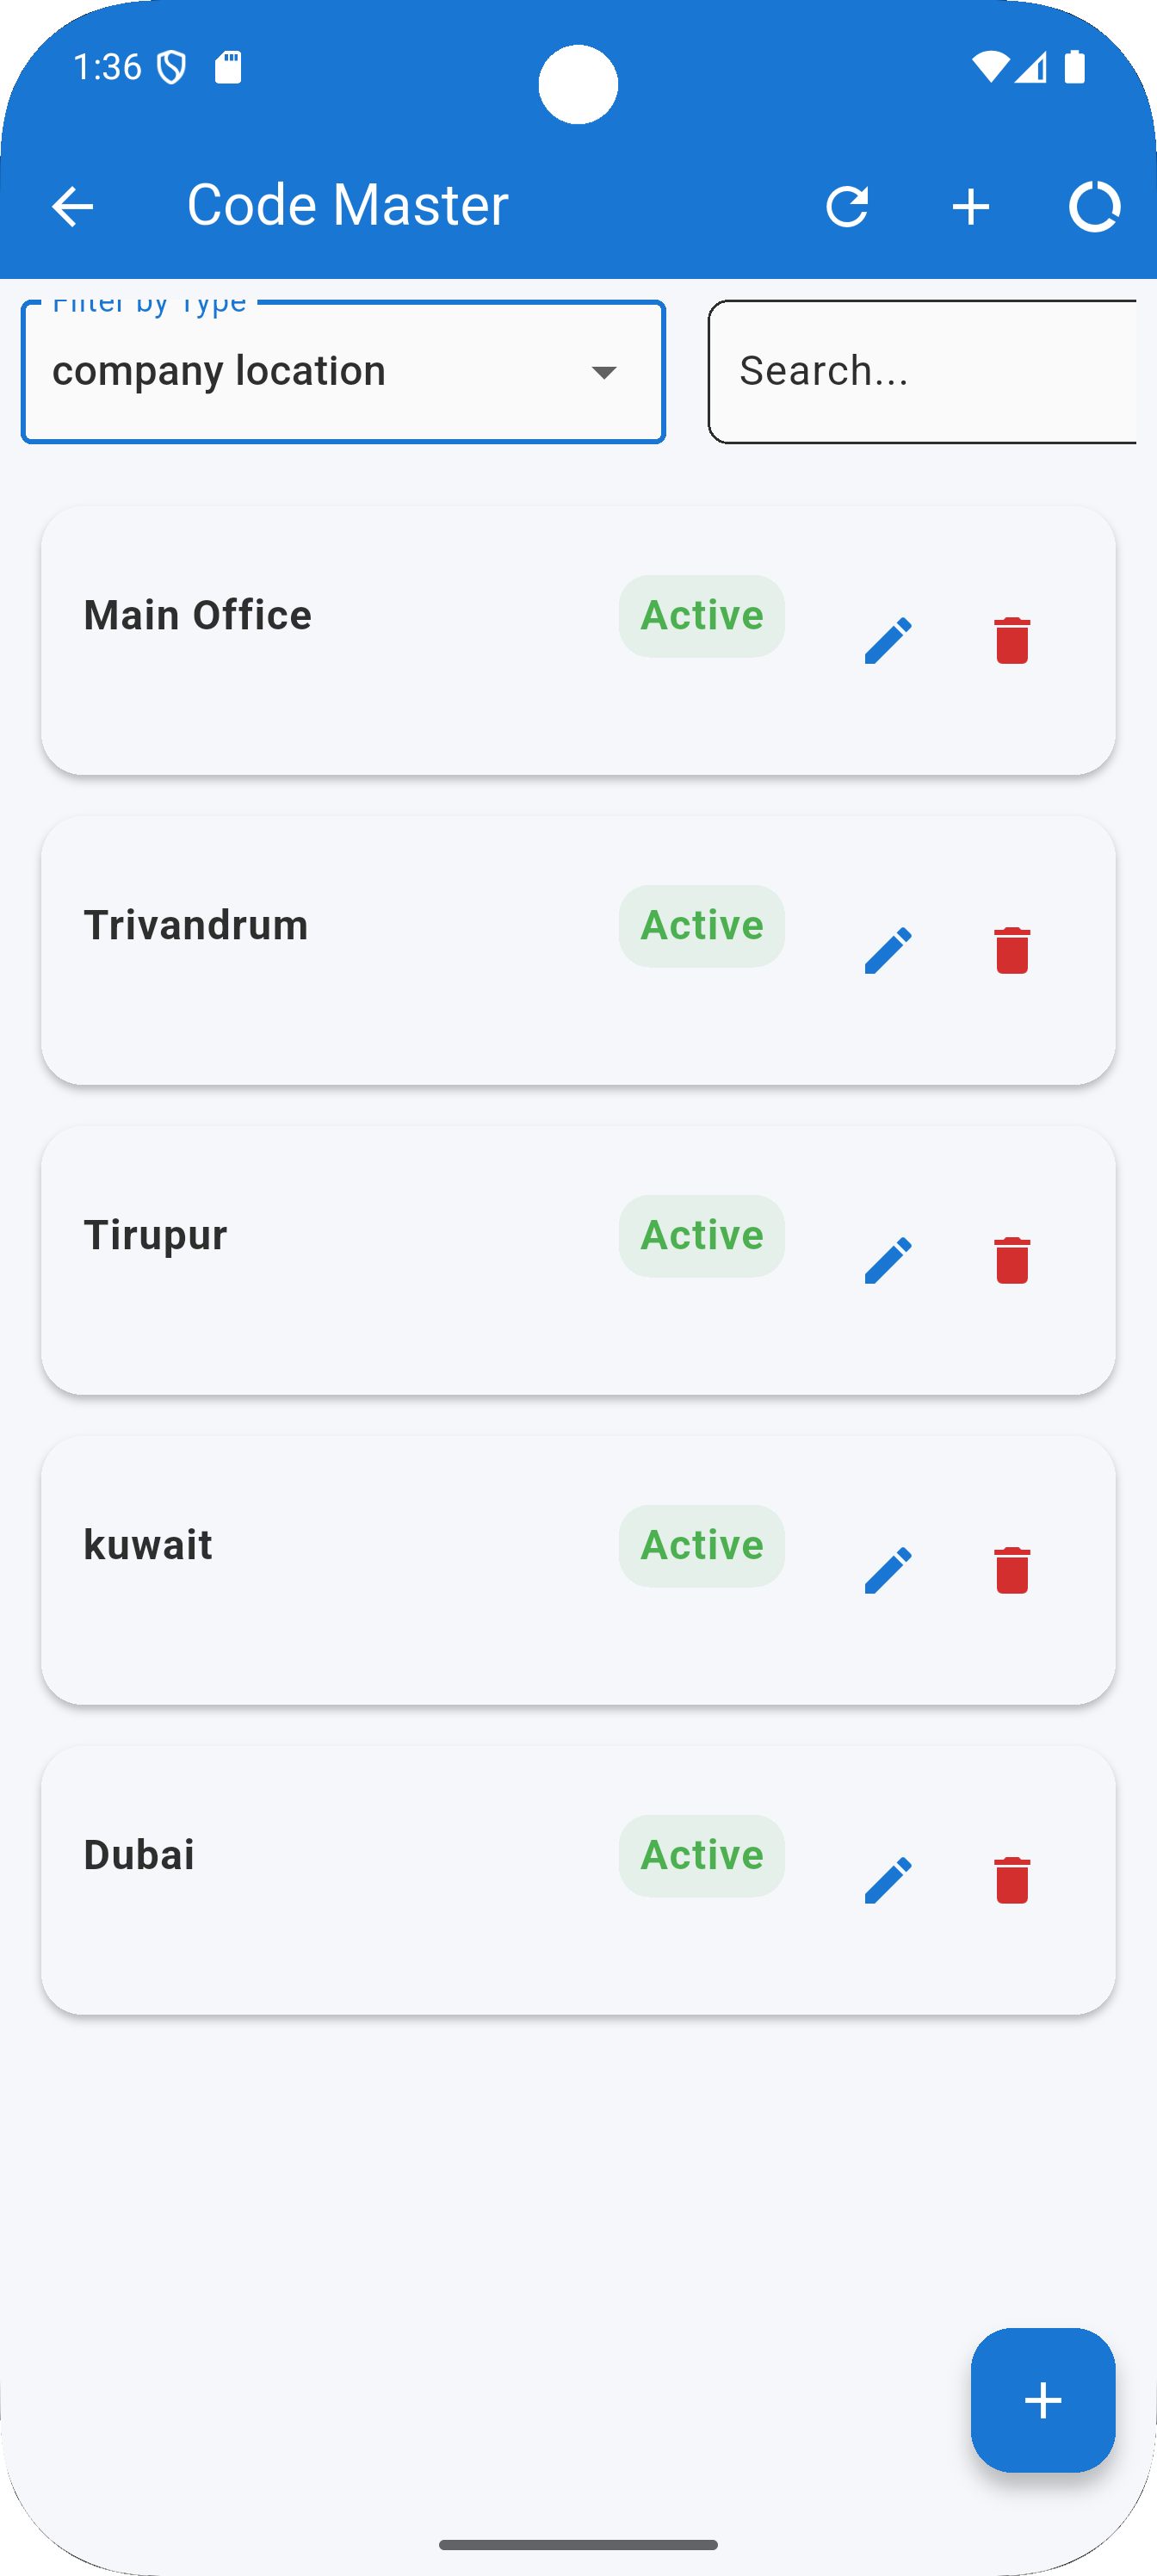 1:36
Code Master
Filter by Type
company location
Search...
Main Office
Active
Trivandrum
Active
Tirupur
Active
kuwait
Active
Dubai
Active